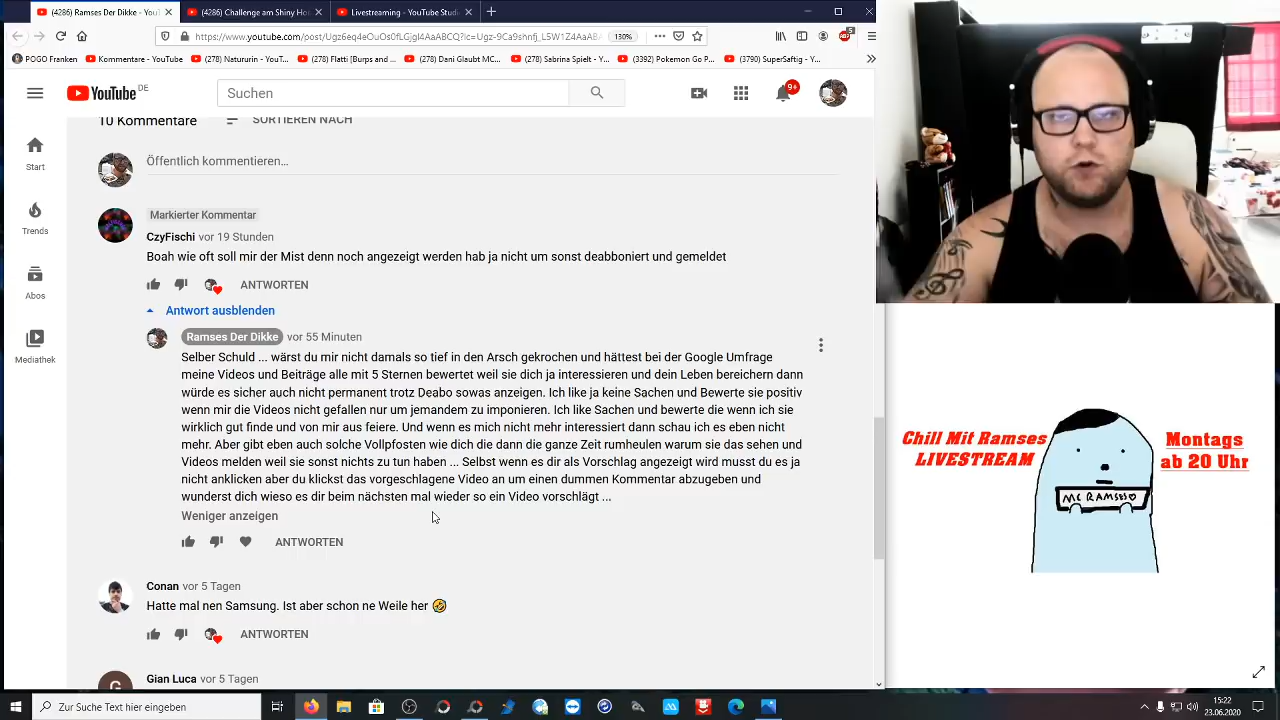 (4286) Ramses Der Dikke - YouT
(4286) Challenge am Shiny Ho
Livestreaming - YouTube Studi
https://www.youtube.com/post/Ugz6eq4eOuOs0fLGjgl4AaABCQ?lc=Ugz-9Ca9shnfj_L5W1Z4AaAB
130%
POGO Franken
Kommentare - YouTube
(278) Natururin - YouT
(278) Flatti [Burps and
(278) Dani Glaubt MC
(278) Sabrina Spielt -
(3392) Pokemon Go P
(3790) SuperSaftig - You
YouTube DE
Suchen
9+
Start
Trends
Abos
Mediathek
10 Kommentare
SORTIEREN NACH
Öffentlich kommentieren...
Markierter Kommentar
CzyFischi vor 19 Stunden
Boah wie oft soll mir der Mist denn noch angezeigt werden hab ja nicht um sonst deabboniert und gemeldet
ANTWORTEN
Antwort ausblenden
Ramses Der Dikke vor 55 Minuten
Selber Schuld ... wärst du mir nicht damals so tief in den Arsch gekrochen und hättest bei der Google Umfrage
meine Videos und Beiträge alle mit 5 Sternen bewertet weil sie dich ja interessieren und dein Leben bereichern dann
würde es sicher auch nicht permanent trotz Deabo sowas anzeigen. Ich like ja keine Sachen und Bewerte sie positiv
wenn mir die Videos nicht gefallen nur um jemandem zu imponieren. Ich like Sachen und bewerte die wenn ich sie
wirklich gut finde und von mir aus feiere. Und wenn es mich nicht mehr interessiert dann schau ich es eben nicht
mehr. Aber gibt eben auch solche Vollpfosten wie dich die dann die ganze Zeit rumheulen warum sie das sehen und
Videos melden weil sie sonst nichts zu tun haben ... Selbst wenn es dir als Vorschlag angezeigt wird musst du es ja
nicht anklicken aber du klickst das vorgeschlagene Video an um einen dummen Kommentar abzugeben und
wunderst dich wieso es dir beim nächsten mal wieder so ein Video vorschlägt ...
Weniger anzeigen
ANTWORTEN
Conan vor 5 Tagen
Hatte mal nen Samsung. Ist aber schon ne Weile her 🤣
ANTWORTEN
G
Gian Luca vor 5 Tagen
Chill Mit Ramses
LIVESTREAM
Montags
ab 20 Uhr
MC RAMSES♡
Zur Suche Text hier eingeben
15:22
23.06.2020